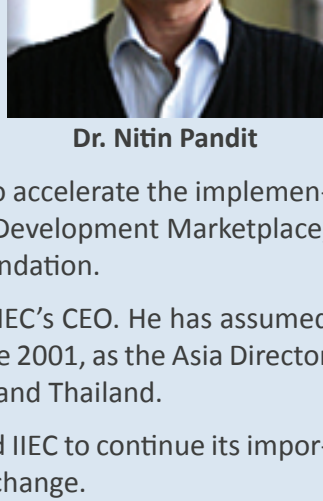 Dr. Nitin Pandit
o accelerate the implemen-
Development Marketplace
ndation.
IEC's CEO. He has assumed
e 2001, as the Asia Director
and Thailand.
d IIEC to continue its impor-
change.